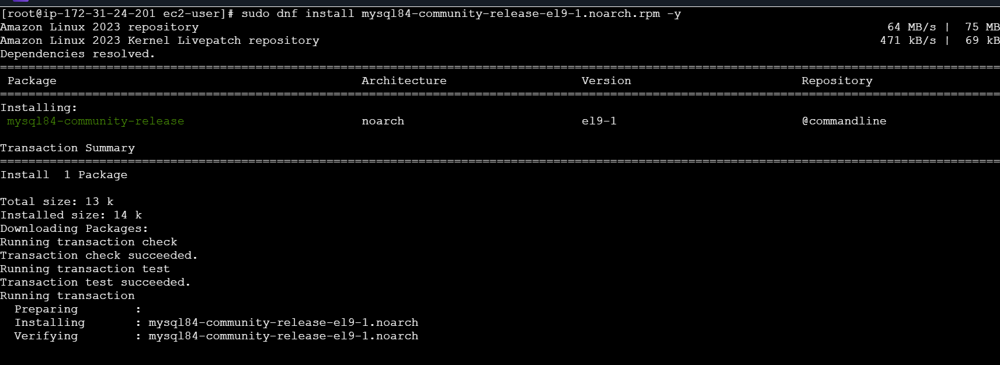 [root@ip-172-31-24-201 ec2-user]# sudo dnf install mysql84-community-release-el9-1.noarch.rpm -y
Amazon Linux 2023 repository 64 MB/s | 75 MB
Amazon Linux 2023 Kernel Livepatch repository 471 kB/s | 69 kB
Dependencies resolved.
================================================================================
Package Architecture Version Repository
================================================================================
Installing:
mysql84-community-release noarch el9-1 @commandline
Transaction Summary
================================================================================
Install 1 Package
Total size: 13 k
Installed size: 14 k
Downloading Packages:
Running transaction check
Transaction check succeeded.
Running transaction test
Transaction test succeeded.
Running transaction
Preparing :
Installing : mysql84-community-release-el9-1.noarch
Verifying : mysql84-community-release-el9-1.noarch